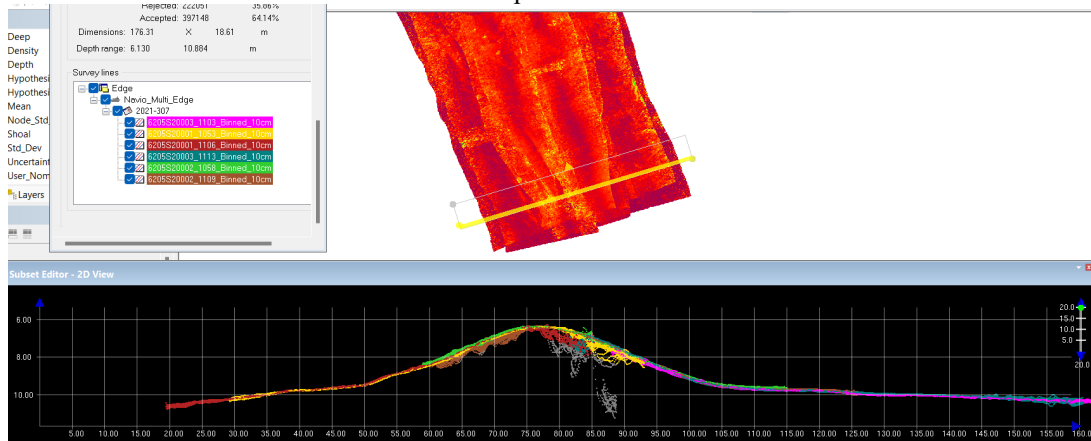 Rejected: 222051 35.86%
Accepted: 397148 64.14%
Dimensions: 176.31 X 18.61 m
Depth range: 6.130 10.884 m
Survey lines
Edge
Navio_Multi_Edge
2021-307
6205S20003_1103_Binned_10cm
6205S20001_1053_Binned_10cm
6205S20001_1106_Binned_10cm
6205S20003_1113_Binned_10cm
6205S20002_1058_Binned_10cm
6205S20002_1109_Binned_10cm
Deep
Density
Depth
Hypothesi
Hypothesi
Mean
Node_Std_
Shoal
Std_Dev
Uncertaint
User_Nom
Layers
Subset Editor - 2D View
6.00
8.00
10.00
20.0
15.0
10.0
5.0
20.0
5.00 10.00 15.00 20.00 25.00 30.00 35.00 40.00 45.00 50.00 55.00 60.00 65.00 70.00 75.00 80.00 85.00 90.00 95.00 100.00 105.00 110.00 115.00 120.00 125.00 130.00 135.00 140.00 145.00 150.00 155.00 160.0